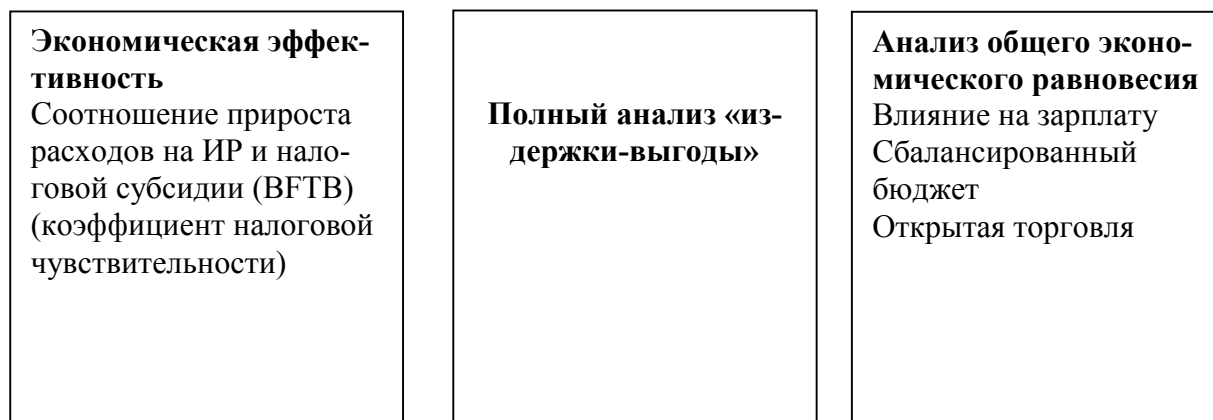 Экономическая эффек-
тивность
Соотношение прироста
расходов на ИР и нало-
говой субсидии (BFTB)
(коэффициент налоговой
чувствительности)
Полный анализ «из-
держки-выгоды»
Анализ общего эконо-
мического равновесия
Влияние на зарплату
Сбалансированный
бюджет
Открытая торговля